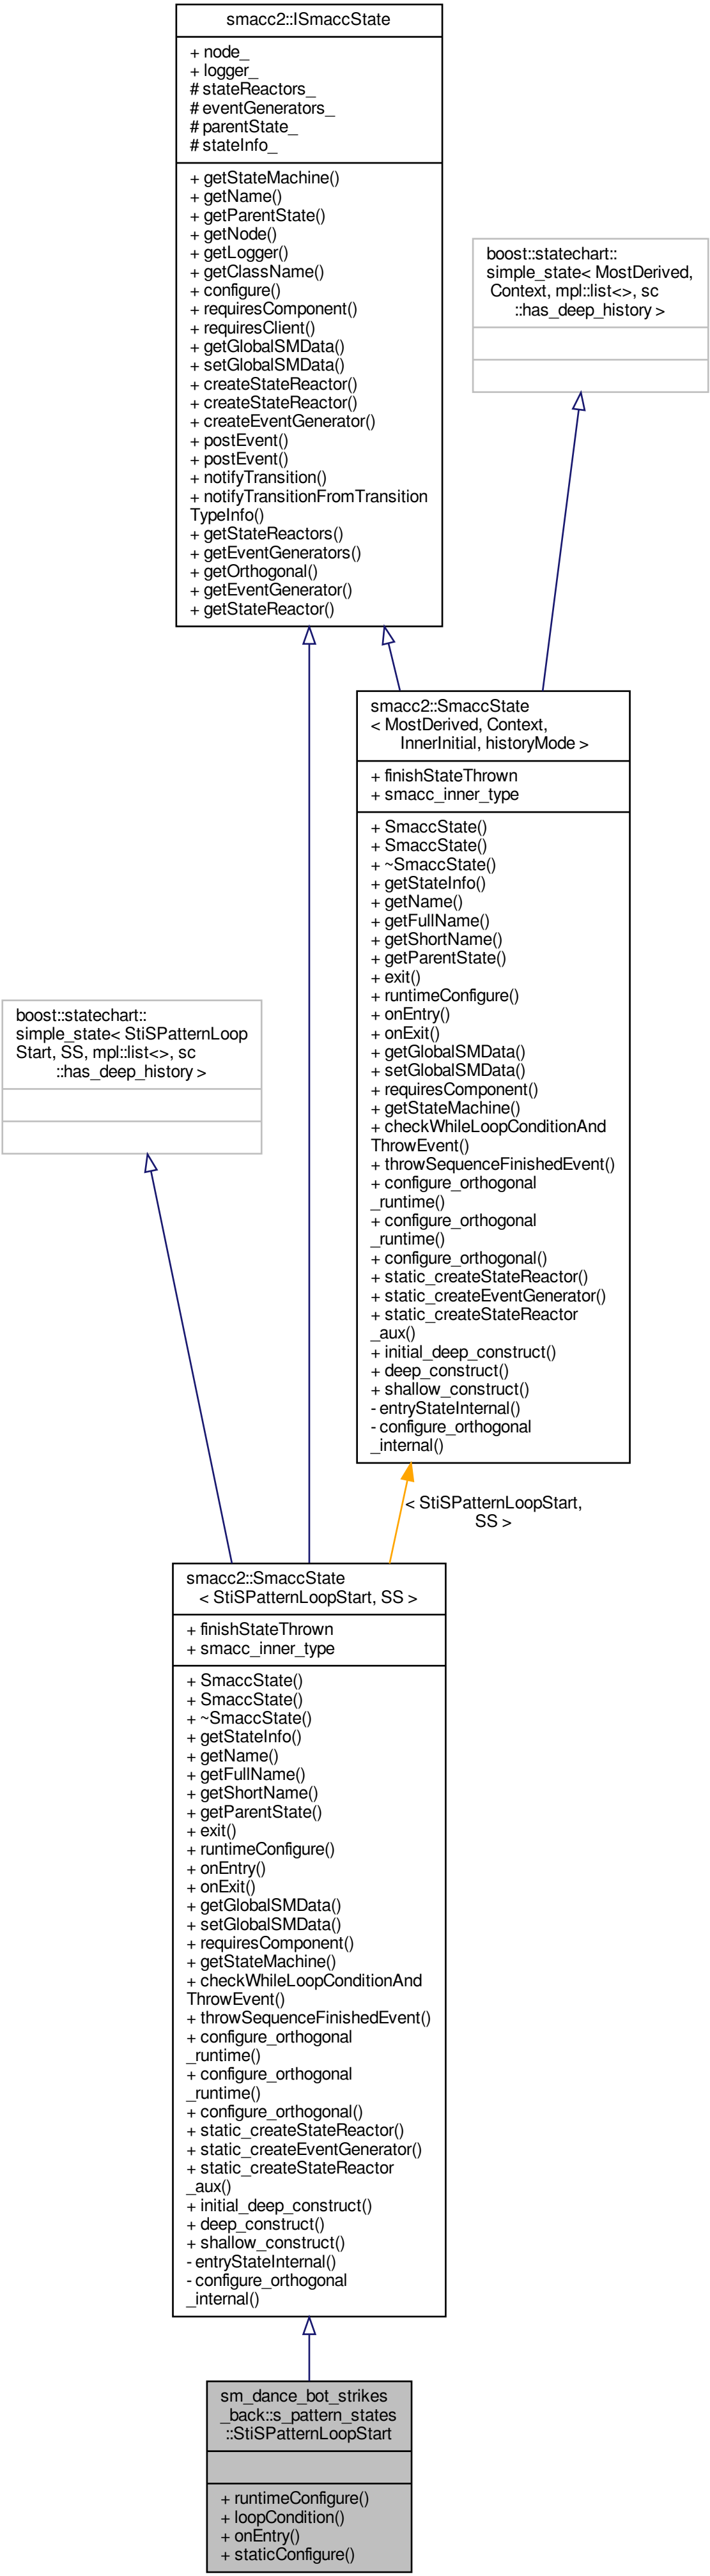 smacc2::ISmaccState
+ node_
+ logger_
# stateReactors_
# eventGenerators_
# parentState_
# stateInfo_
+ getStateMachine()
+ getName()
+ getParentState()
+ getNode()
+ getLogger()
+ getClassName()
+ configure()
+ requiresComponent()
+ requiresClient()
+ getGlobalSMData()
+ setGlobalSMData()
+ createStateReactor()
+ createStateReactor()
+ createEventGenerator()
+ postEvent()
+ postEvent()
+ notifyTransition()
+ notifyTransitionFromTransition
TypeInfo()
+ getStateReactors()
+ getEventGenerators()
+ getOrthogonal()
+ getEventGenerator()
+ getStateReactor()
boost::statechart::
simple_state< MostDerived,
Context, mpl::list<>, sc
::has_deep_history >
smacc2::SmaccState
< MostDerived, Context,
InnerInitial, historyMode >
+ finishStateThrown
+ smacc_inner_type
+ SmaccState()
+ SmaccState()
+ ~SmaccState()
+ getStateInfo()
+ getName()
+ getFullName()
+ getShortName()
+ getParentState()
+ exit()
+ runtimeConfigure()
+ onEntry()
+ onExit()
+ getGlobalSMData()
+ setGlobalSMData()
+ requiresComponent()
+ getStateMachine()
+ checkWhileLoopConditionAnd
ThrowEvent()
+ throwSequenceFinishedEvent()
+ configure_orthogonal
_runtime()
+ configure_orthogonal
_runtime()
+ configure_orthogonal()
+ static_createStateReactor()
+ static_createEventGenerator()
+ static_createStateReactor
_aux()
+ initial_deep_construct()
+ deep_construct()
+ shallow_construct()
- entryStateInternal()
- configure_orthogonal
_internal()
boost::statechart::
simple_state< StiSPatternLoop
Start, SS, mpl::list<>, sc
::has_deep_history >
< StiSPatternLoopStart,
SS >
smacc2::SmaccState
< StiSPatternLoopStart, SS >
+ finishStateThrown
+ smacc_inner_type
+ SmaccState()
+ SmaccState()
+ ~SmaccState()
+ getStateInfo()
+ getName()
+ getFullName()
+ getShortName()
+ getParentState()
+ exit()
+ runtimeConfigure()
+ onEntry()
+ onExit()
+ getGlobalSMData()
+ setGlobalSMData()
+ requiresComponent()
+ getStateMachine()
+ checkWhileLoopConditionAnd
ThrowEvent()
+ throwSequenceFinishedEvent()
+ configure_orthogonal
_runtime()
+ configure_orthogonal
_runtime()
+ configure_orthogonal()
+ static_createStateReactor()
+ static_createEventGenerator()
+ static_createStateReactor
_aux()
+ initial_deep_construct()
+ deep_construct()
+ shallow_construct()
- entryStateInternal()
- configure_orthogonal
_internal()
sm_dance_bot_strikes
_back::s_pattern_states
::StiSPatternLoopStart
+ runtimeConfigure()
+ loopCondition()
+ onEntry()
+ staticConfigure()